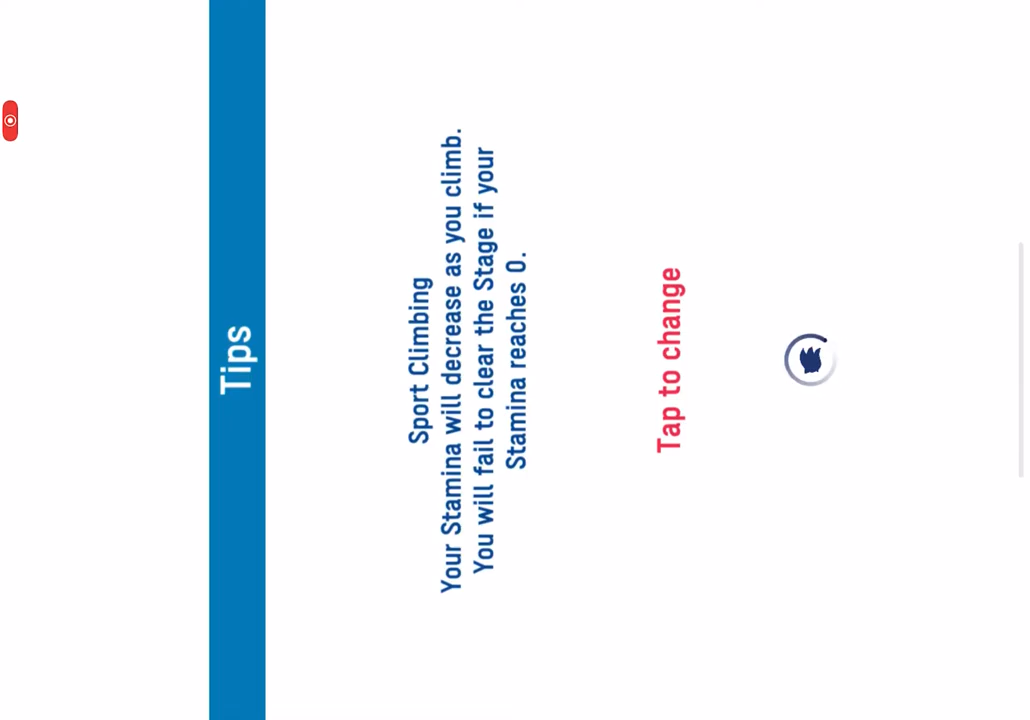 Tips
Sport Climbing
Your Stamina will decrease as you climb.
You will fail to clear the Stage if your
Stamina reaches 0.
Tap to change